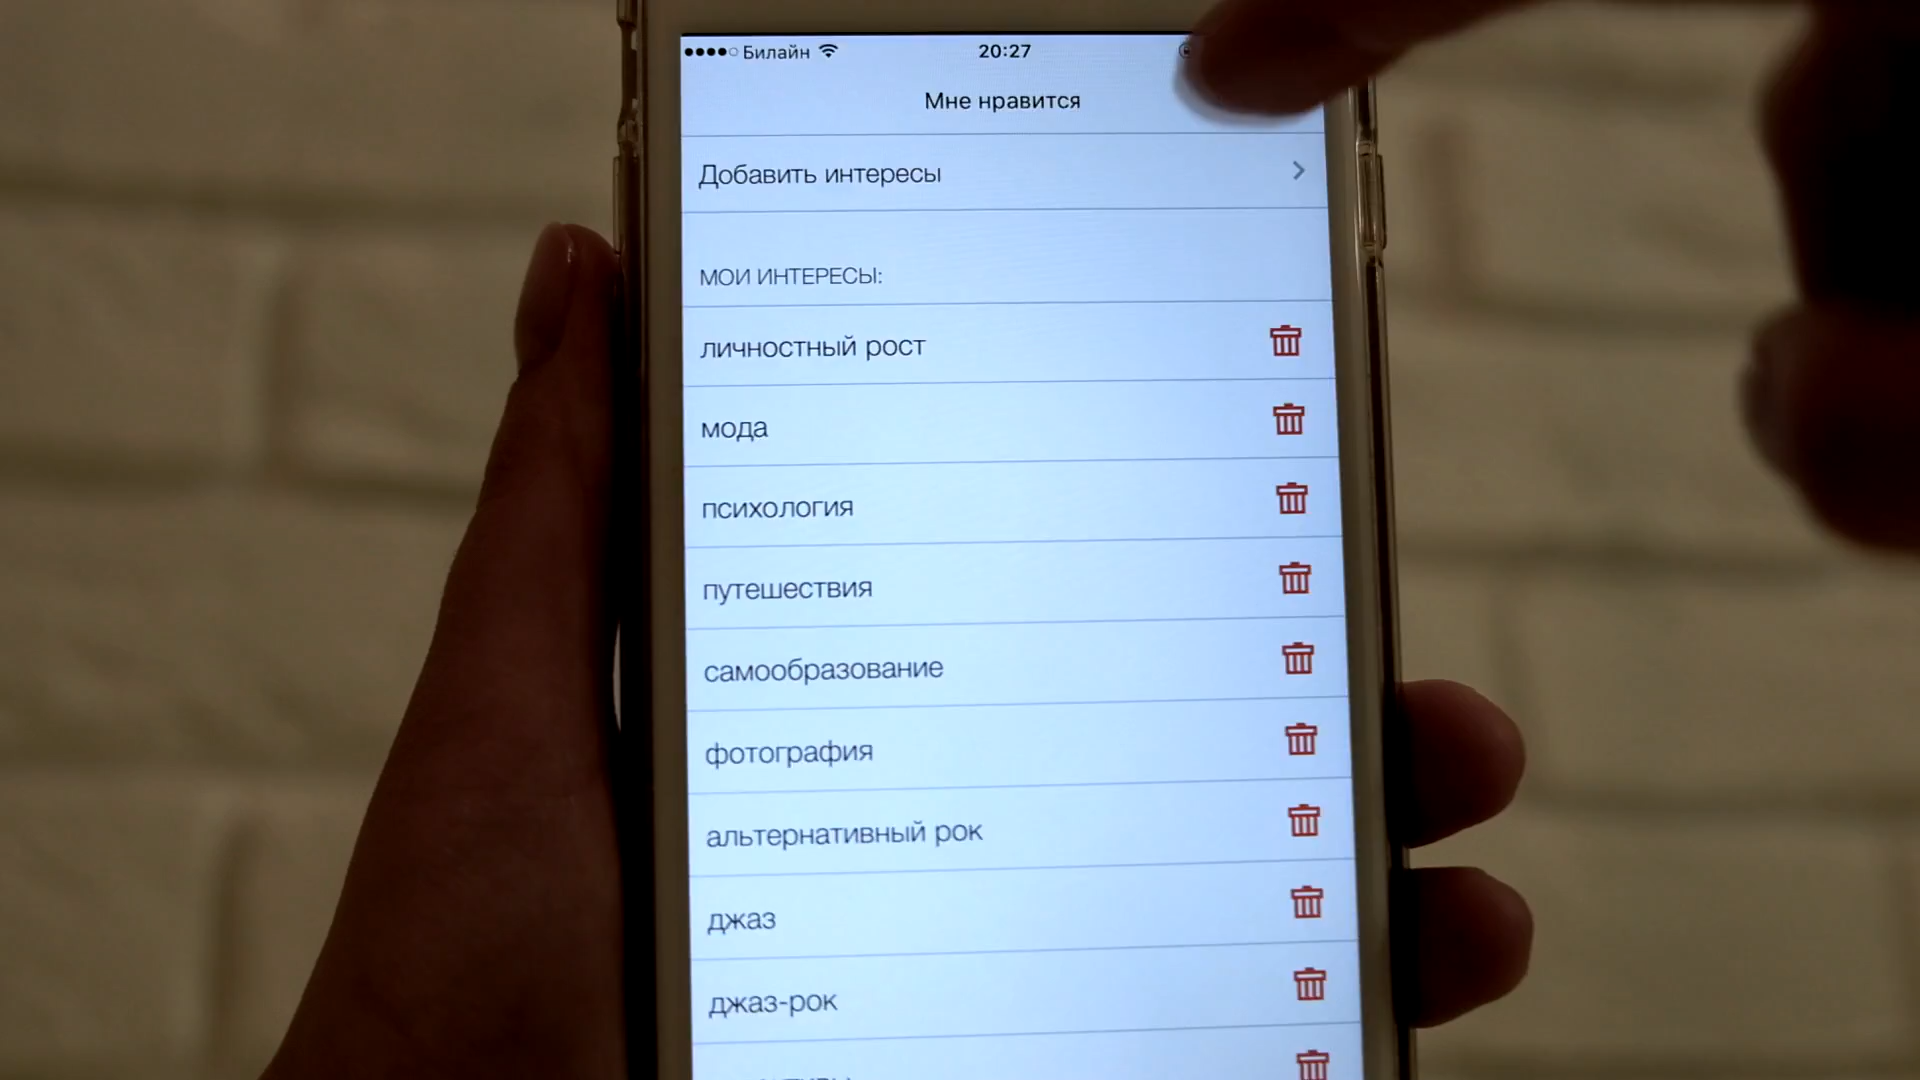 Билайн 20:27
Мне нравится
Добавить интересы
МОИ ИНТЕРЕСЫ:
личностный рост
мода
психология
путешествия
самообразование
фотография
альтернативный рок
джаз
джаз-рок